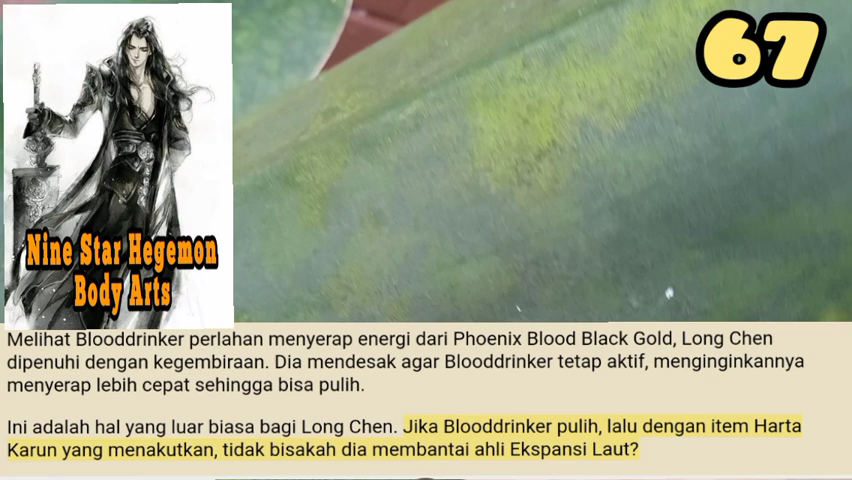 67
Nine Star Hegemon
Body Arts
Melihat Blooddrinker perlahan menyerap energi dari Phoenix Blood Black Gold, Long Chen
dipenuhi dengan kegembiraan. Dia mendesak agar Blooddrinker tetap aktif, menginginkannya
menyerap lebih cepat sehingga bisa pulih.
Ini adalah hal yang luar biasa bagi Long Chen. Jika Blooddrinker pulih, lalu dengan item Harta
Karun yang menakutkan, tidak bisakah dia membantai ahli Ekspansi Laut?